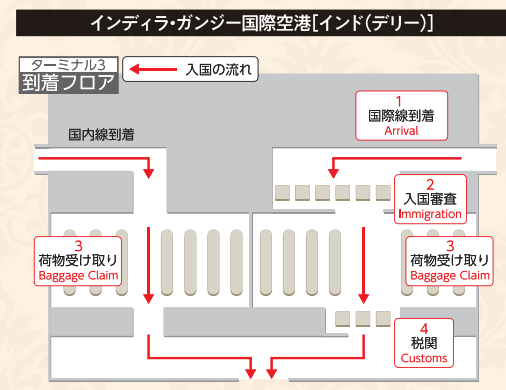 インディラ・ガンジー国際空港[インド(デリー)]
ターミナル3
到着フロア
入国の流れ
1
国際線到着
Arrival
国内線到着
2
入国審査
Immigration
3
荷物受け取り
Baggage Claim
3
荷物受け取り
Baggage Claim
4
税関
Customs